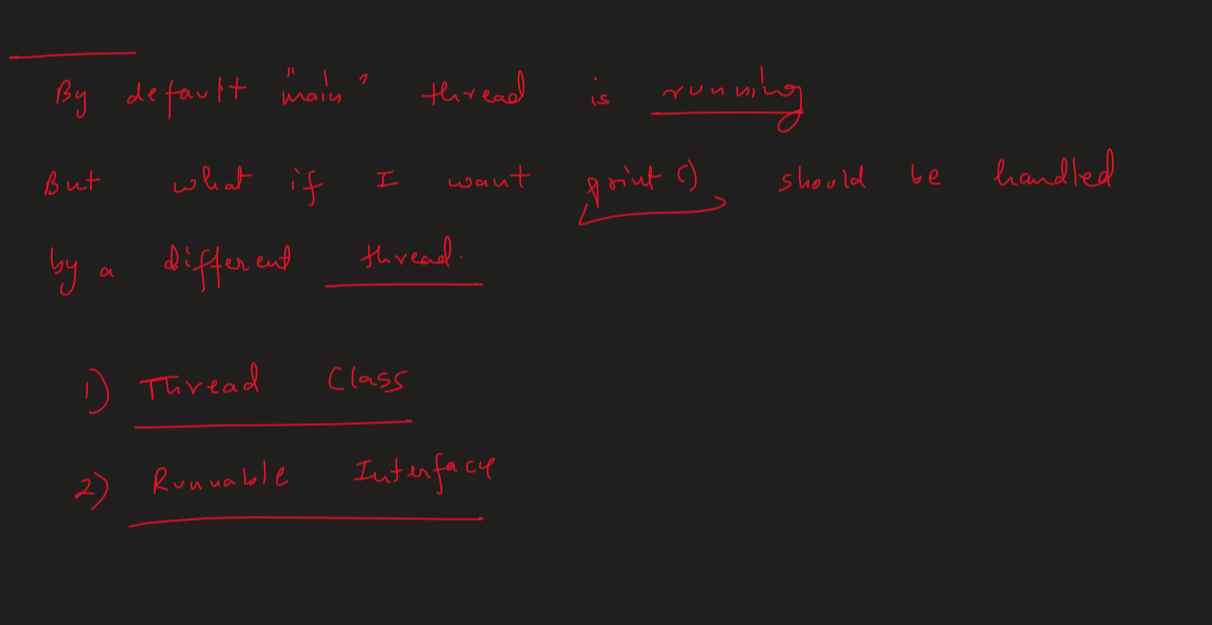 By default "main" thread is running
But what if I want print() should be handled
by a different thread.
1) Thread Class
2) Runnable Interface